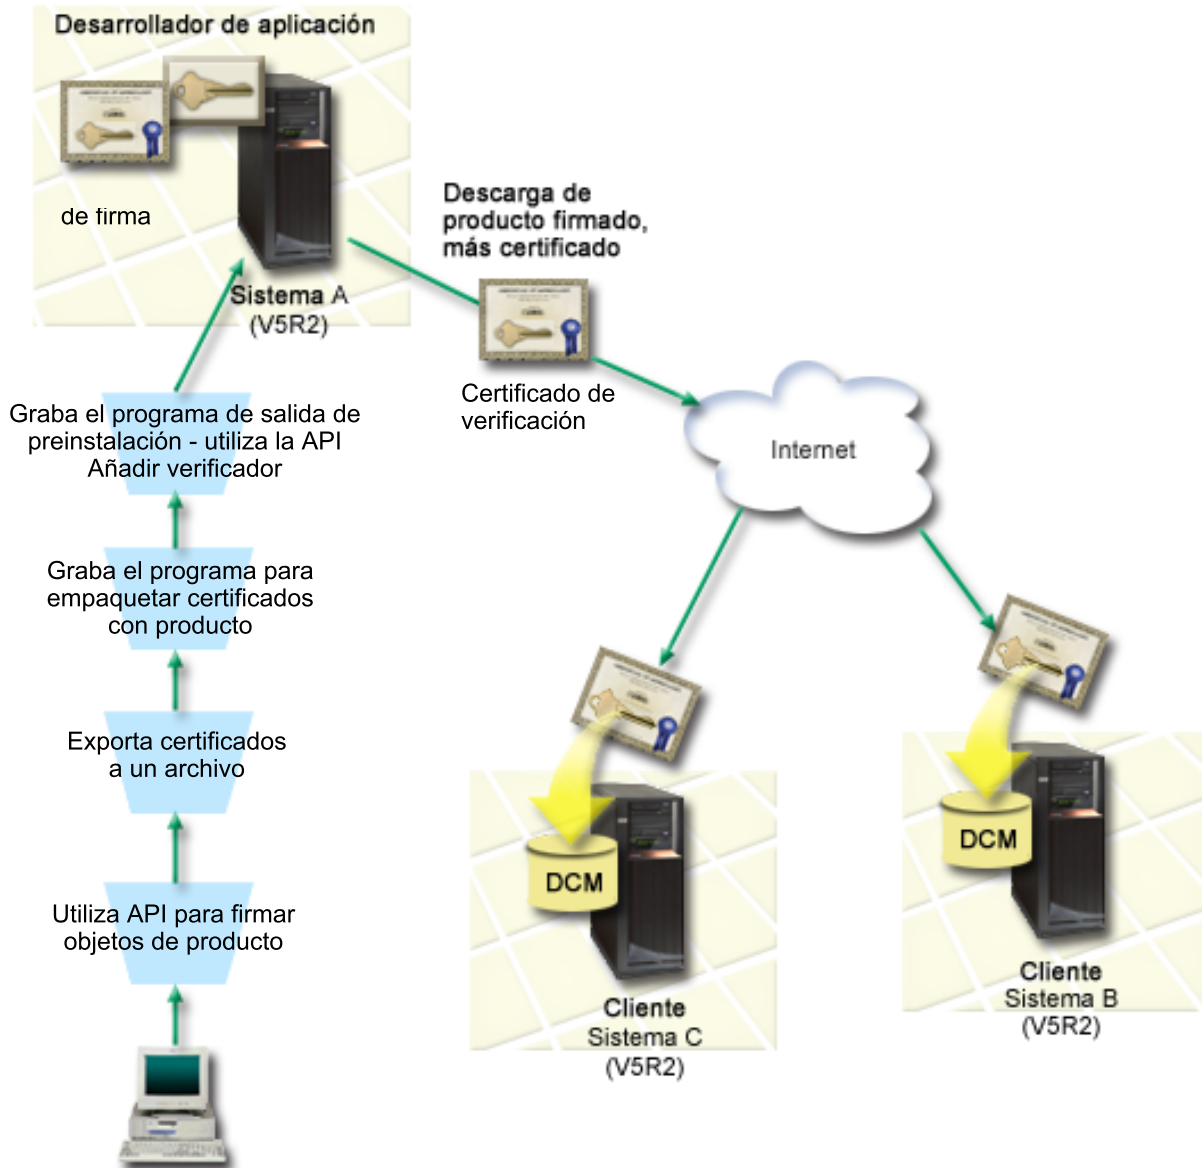 Desarrollador de aplicación
de firma
Sistema A
(V5R2)
Descarga de
producto firmado,
más certificado
Certificado de
verificación
Internet
Graba el programa de salida de
preinstalación - utiliza la API
Añadir verificador
Graba el programa para
empaquetar certificados
con producto
Exporta certificados
a un archivo
Utiliza API para firmar
objetos de producto
DCM
Cliente
Sistema C
(V5R2)
DCM
Cliente
Sistema B
(V5R2)